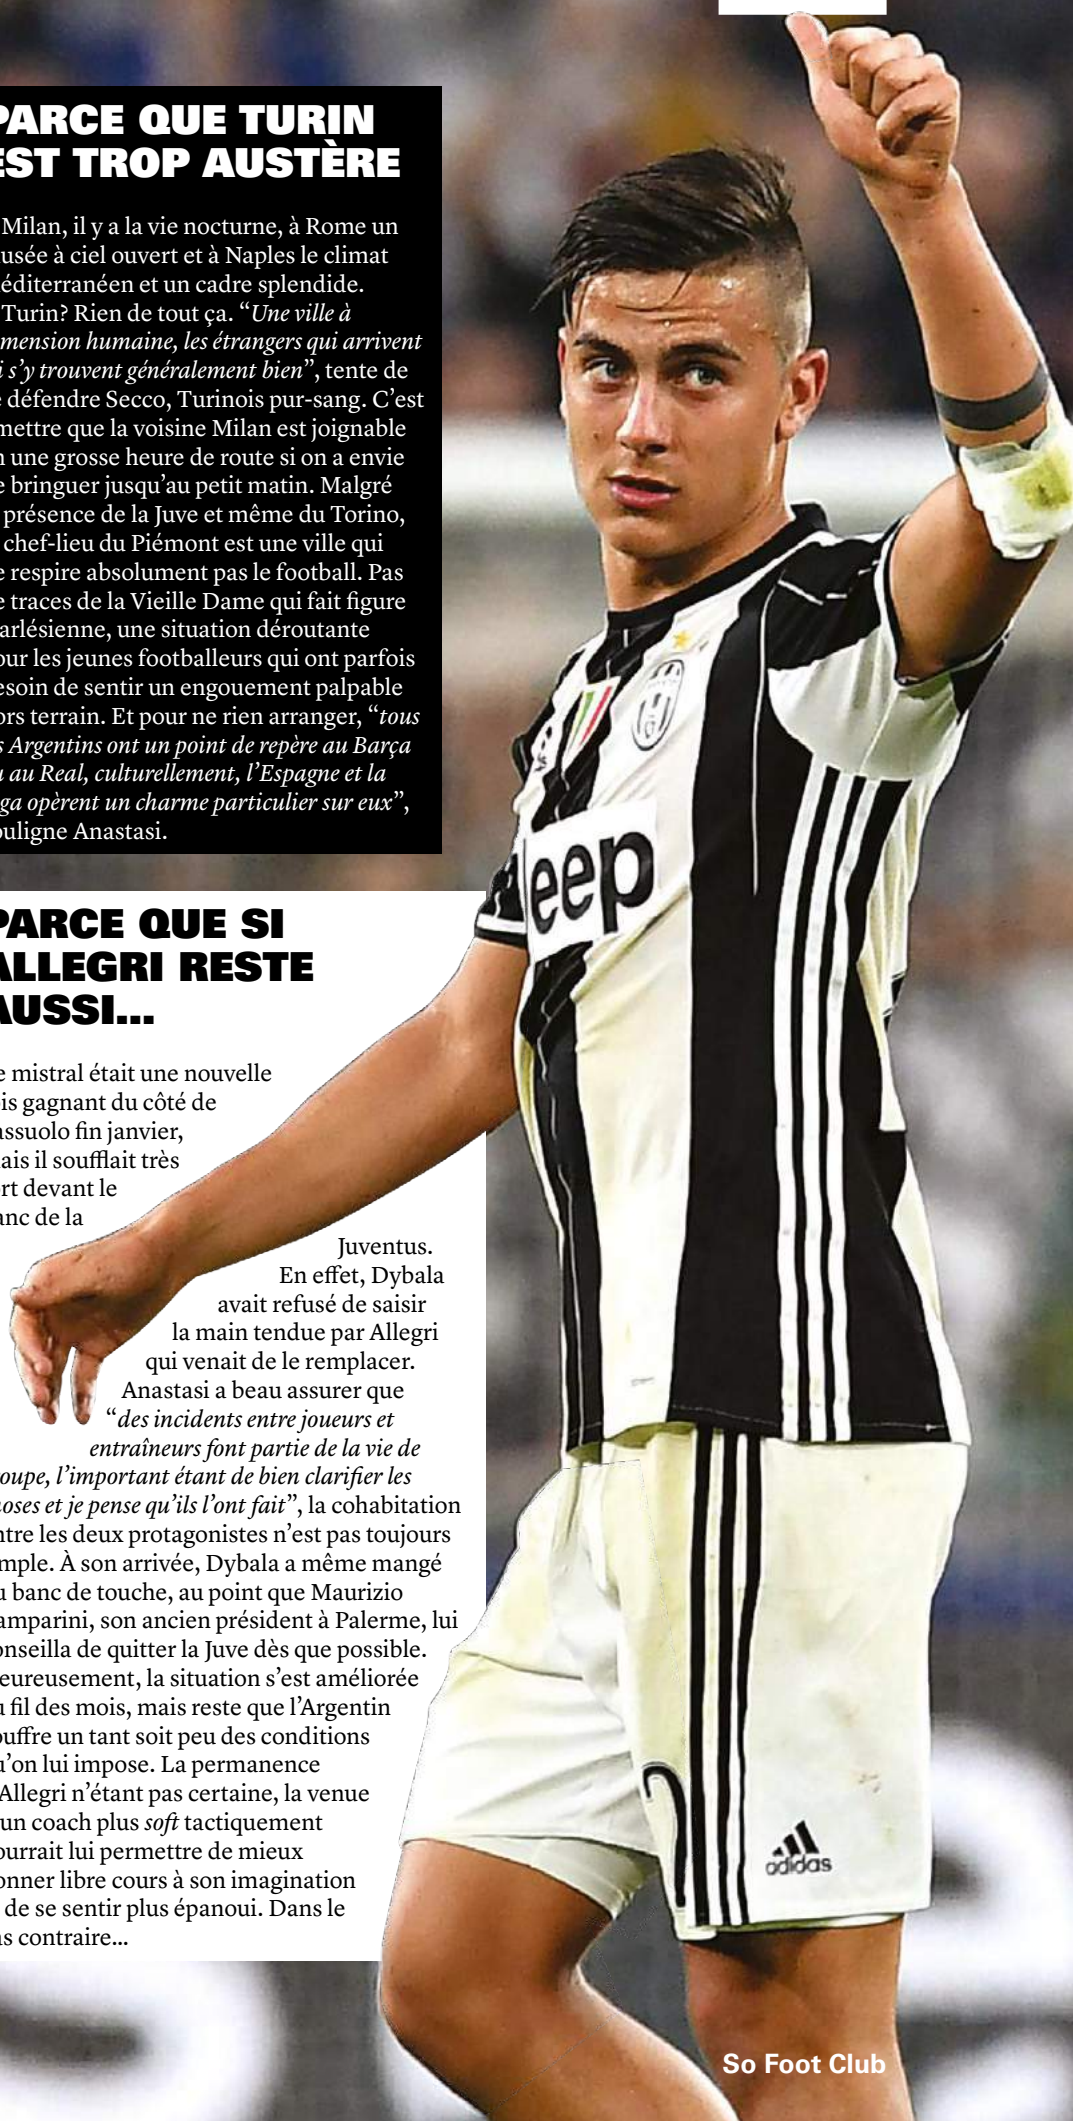 PARCE QUE TURIN
EST TROP AUSTÈRE
Milan, il y a la vie nocturne, à Rome un
usée à ciel ouvert et à Naples le climat
éditerranéen et un cadre splendide.
Turin? Rien de tout ça. “Une ville à
mension humaine, les étrangers qui arrivent
i s’y trouvent généralement bien”, tente de
e défendre Secco, Turinois pur-sang. C’est
mettre que la voisine Milan est joignable
n une grosse heure de route si on a envie
e bringuer jusqu’au petit matin. Malgré
présence de la Juve et même du Torino,
chef-lieu du Piémont est une ville qui
e respire absolument pas le football. Pas
e traces de la Vieille Dame qui fait figure
’arlésienne, une situation déroutante
our les jeunes footballeurs qui ont parfois
esoin de sentir un engouement palpable
ors terrain. Et pour ne rien arranger, “tous
s Argentins ont un point de repère au Barça
u au Real, culturellement, l’Espagne et la
ga opèrent un charme particulier sur eux”,
ouligne Anastasi.
PARCE QUE SI
ALLEGRI RESTE
AUSSI...
e mistral était une nouvelle
is gagnant du côté de
assuolo fin janvier,
ais il soufflait très
rt devant le
anc de la
Juventus.
En effet, Dybala
avait refusé de saisir
la main tendue par Allegri
qui venait de le remplacer.
Anastasi a beau assurer que
“des incidents entre joueurs et
entraîneurs font partie de la vie de
oupe, l’important étant de bien clarifier les
hoses et je pense qu’ils l’ont fait”, la cohabitation
ntre les deux protagonistes n’est pas toujours
mple. À son arrivée, Dybala a même mangé
u banc de touche, au point que Maurizio
amparini, son ancien président à Palerme, lui
onseilla de quitter la Juve dès que possible.
eureusement, la situation s’est améliorée
u fil des mois, mais reste que l’Argentin
ouffre un tant soit peu des conditions
u’on lui impose. La permanence
’Allegri n’étant pas certaine, la venue
’un coach plus soft tactiquement
ourrait lui permettre de mieux
onner libre cours à son imagination
de se sentir plus épanoui. Dans le
as contraire...
Jeep
adidas
So Foot Club